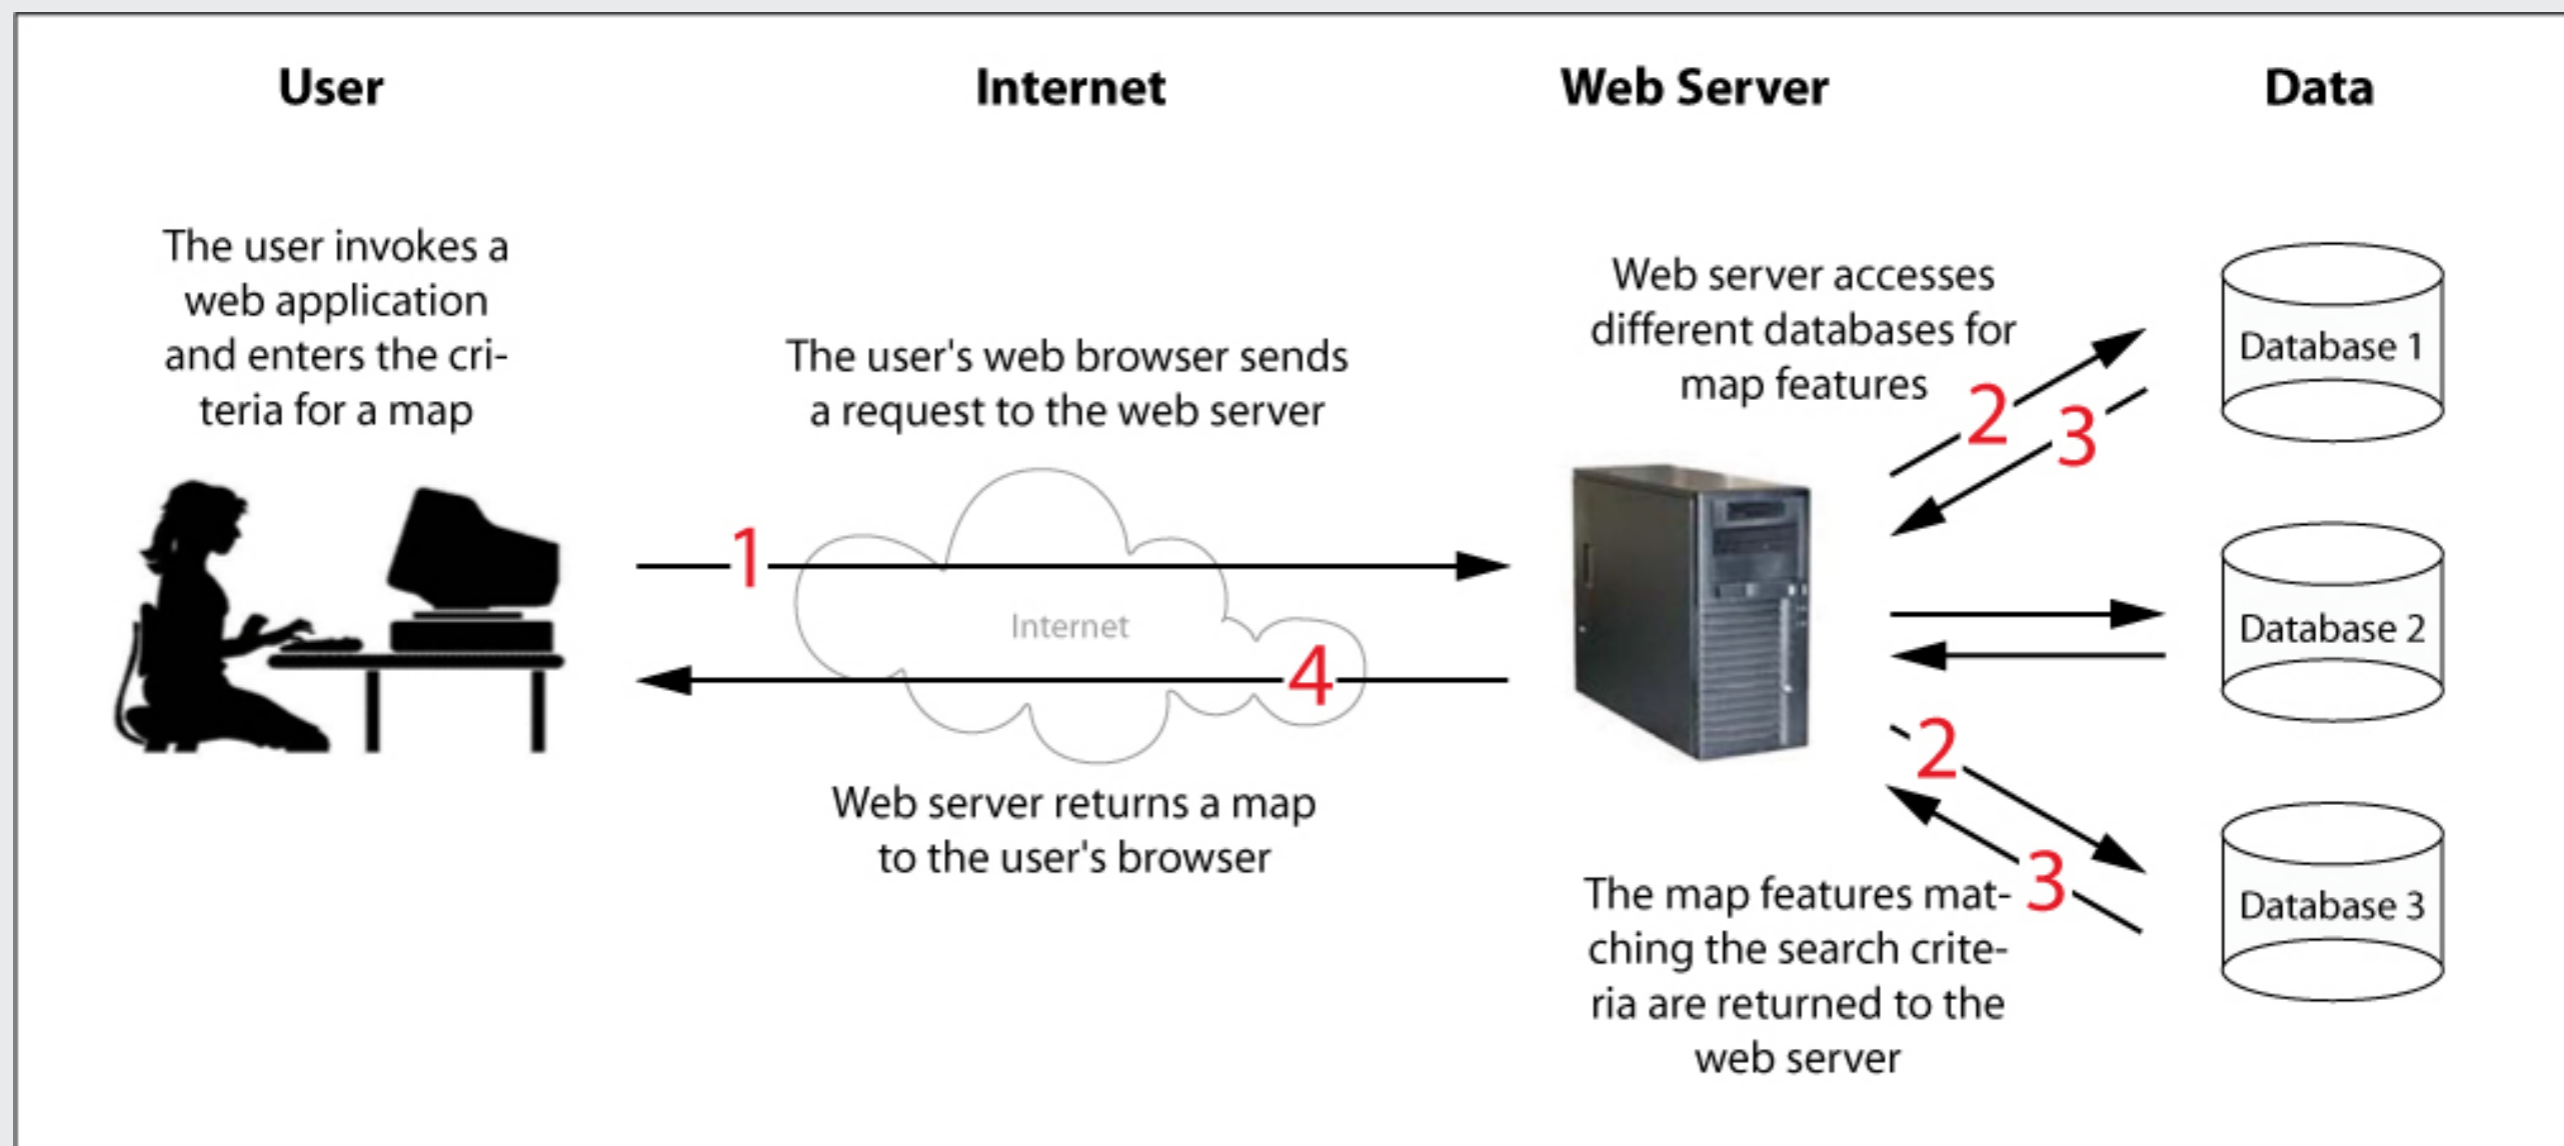 User
Internet
Web Server
Data
The user invokes a
web application
and enters the cri-
teria for a map
The user's web browser sends
a request to the web server
Web server accesses
different databases for
map features
1
Internet
4
Web server returns a map
to the user's browser
2
3
2
3
The map features mat-
ching the search crite-
ria are returned to the
web server
Database 1
Database 2
Database 3